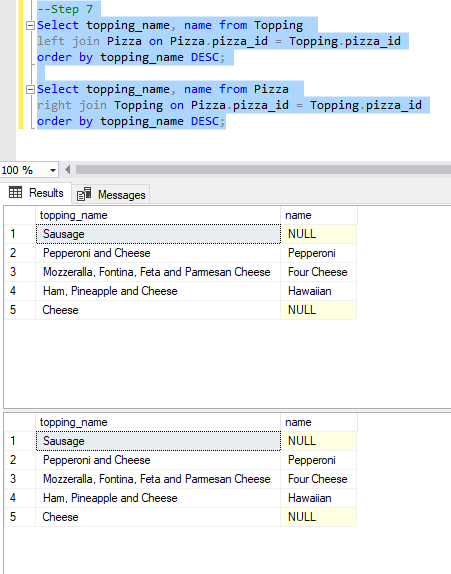 --Step 7
Select topping_name, name from Topping
left join Pizza on Pizza.pizza_id = Topping.pizza_id
order by topping_name DESC;
Select topping_name, name from Pizza
right join Topping on Pizza.pizza_id = Topping.pizza_id
order by topping_name DESC;
100 %
Results Messages
topping_name name
1 Sausage NULL
2 Pepperoni and Cheese Pepperoni
3 Mozzeralla, Fontina, Feta and Parmesan Cheese Four Cheese
4 Ham, Pineapple and Cheese Hawaiian
5 Cheese NULL
topping_name name
1 Sausage NULL
2 Pepperoni and Cheese Pepperoni
3 Mozzeralla, Fontina, Feta and Parmesan Cheese Four Cheese
4 Ham, Pineapple and Cheese Hawaiian
5 Cheese NULL